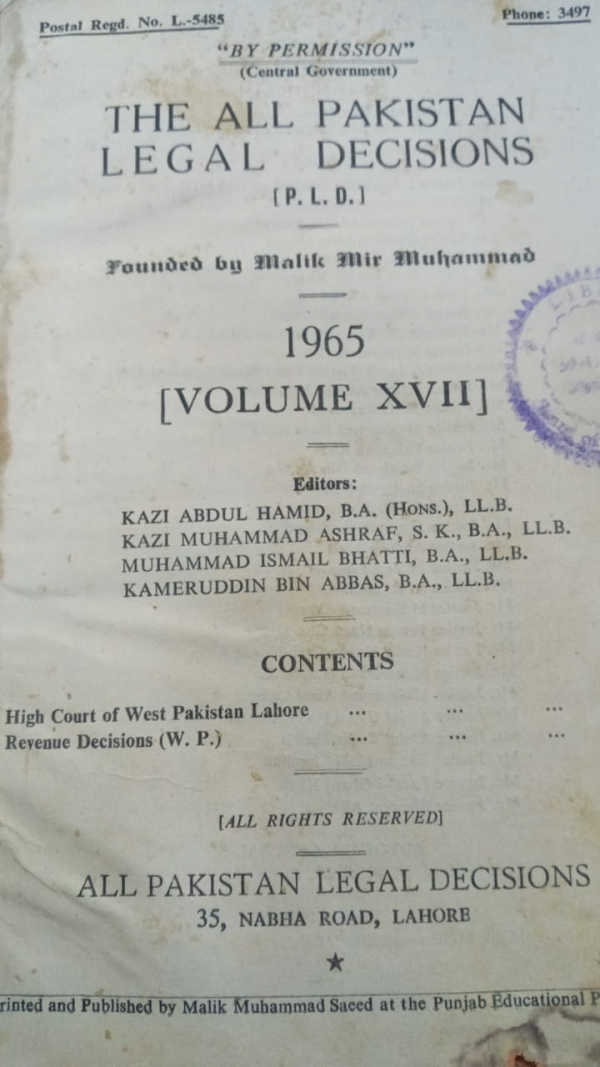 Postal Regd. No. L.-5485
Phone: 3497
"BY PERMISSION"
(Central Government)
THE ALL PAKISTAN
LEGAL DECISIONS
[P. L. D.]
Founded by Malik Mir Muhammad
1965
[VOLUME XVII]
Editors:
KAZI ABDUL HAMID, B.A. (HONS.), LL.B.
KAZI MUHAMMAD ASHRAF, S. K., B.A., LL.B.
MUHAMMAD ISMAIL BHATTI, B.A., LL.B.
KAMERUDDIN BIN ABBAS, B.A., LL.B.
CONTENTS
High Court of West Pakistan Lahore ... ... ...
Revenue Decisions (W. P.) ... ... ...
[ALL RIGHTS RESERVED]
ALL PAKISTAN LEGAL DECISIONS
35, NABHA ROAD, LAHORE
rinted and Published by Malik Muhammad Saeed at the Punjab Educational P